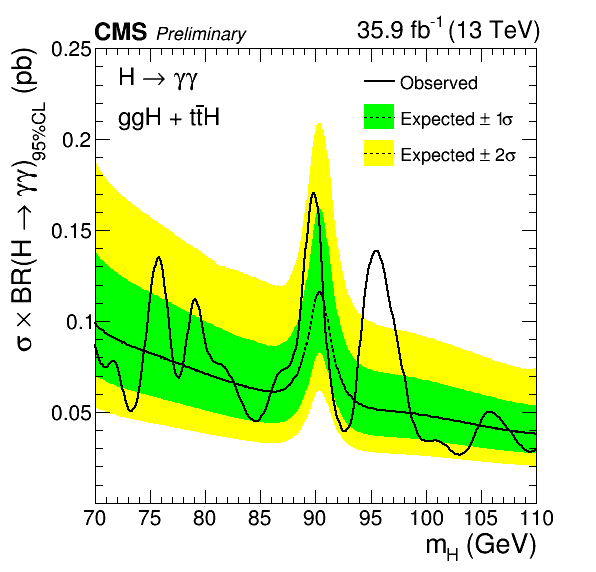 CMS Preliminary 35.9 fb⁻¹ (13 TeV)
H → γγ
ggH + tt̄H
Observed
Expected ± 1σ
Expected ± 2σ
σ × BR(H → γγ)95%CL (pb)
0.25
0.2
0.15
0.1
0.05
70 75 80 85 90 95 100 105 110
mH (GeV)